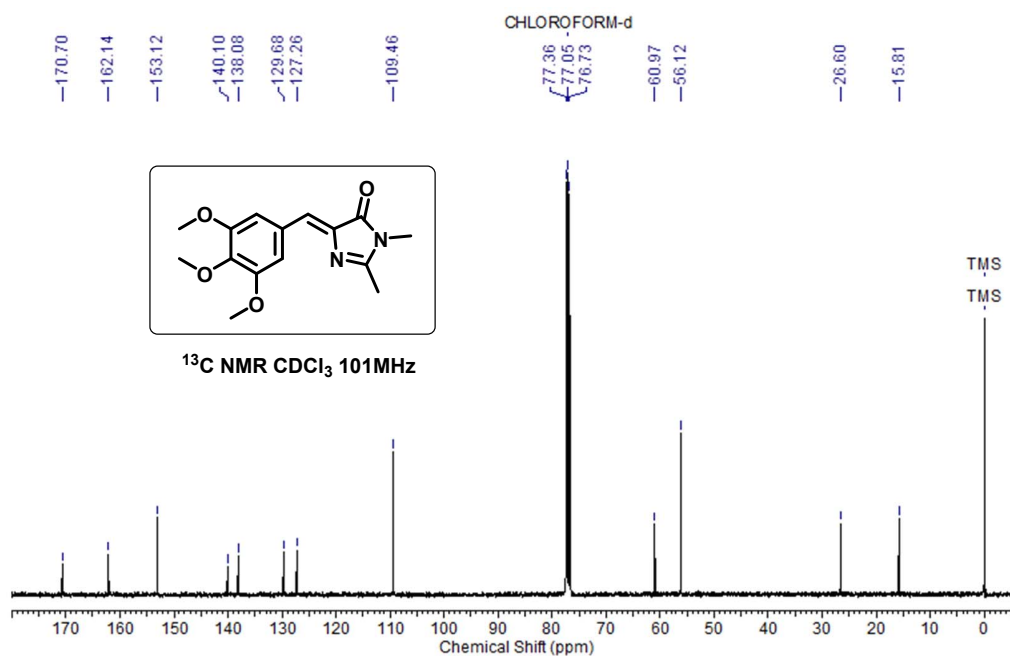 CHLOROFORM-d
170.70
162.14
153.12
140.10
138.08
129.68
127.26
109.46
77.36
77.05
76.73
60.97
56.12
26.60
15.81
O
N
N
O
O
O
TMS
TMS
¹³C NMR CDCl₃ 101MHz
170 160 150 140 130 120 110 100 90 80 70 60 50 40 30 20 10 0
Chemical Shift (ppm)